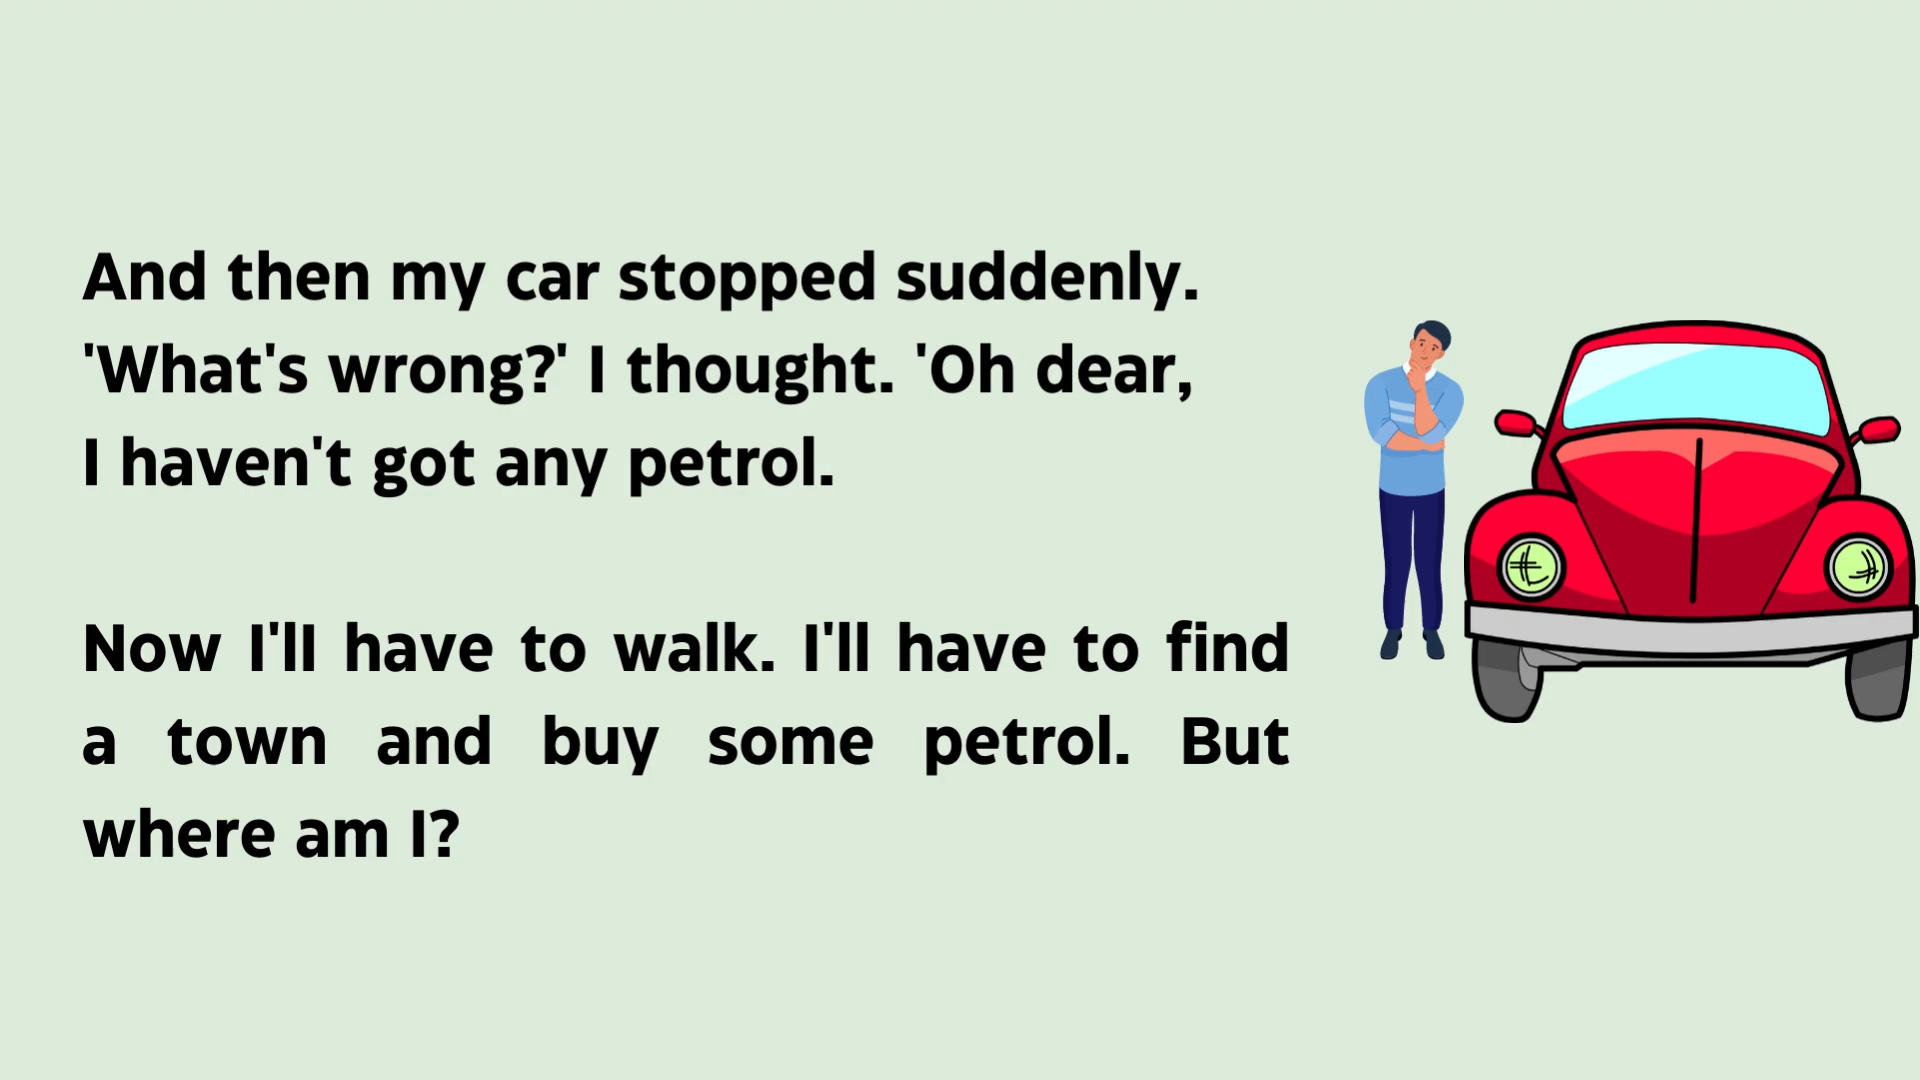 And then my car stopped suddenly.
'What's wrong?' I thought. 'Oh dear,
I haven't got any petrol.
Now I'll have to walk. I'll have to find
a town and buy some petrol. But
where am I?